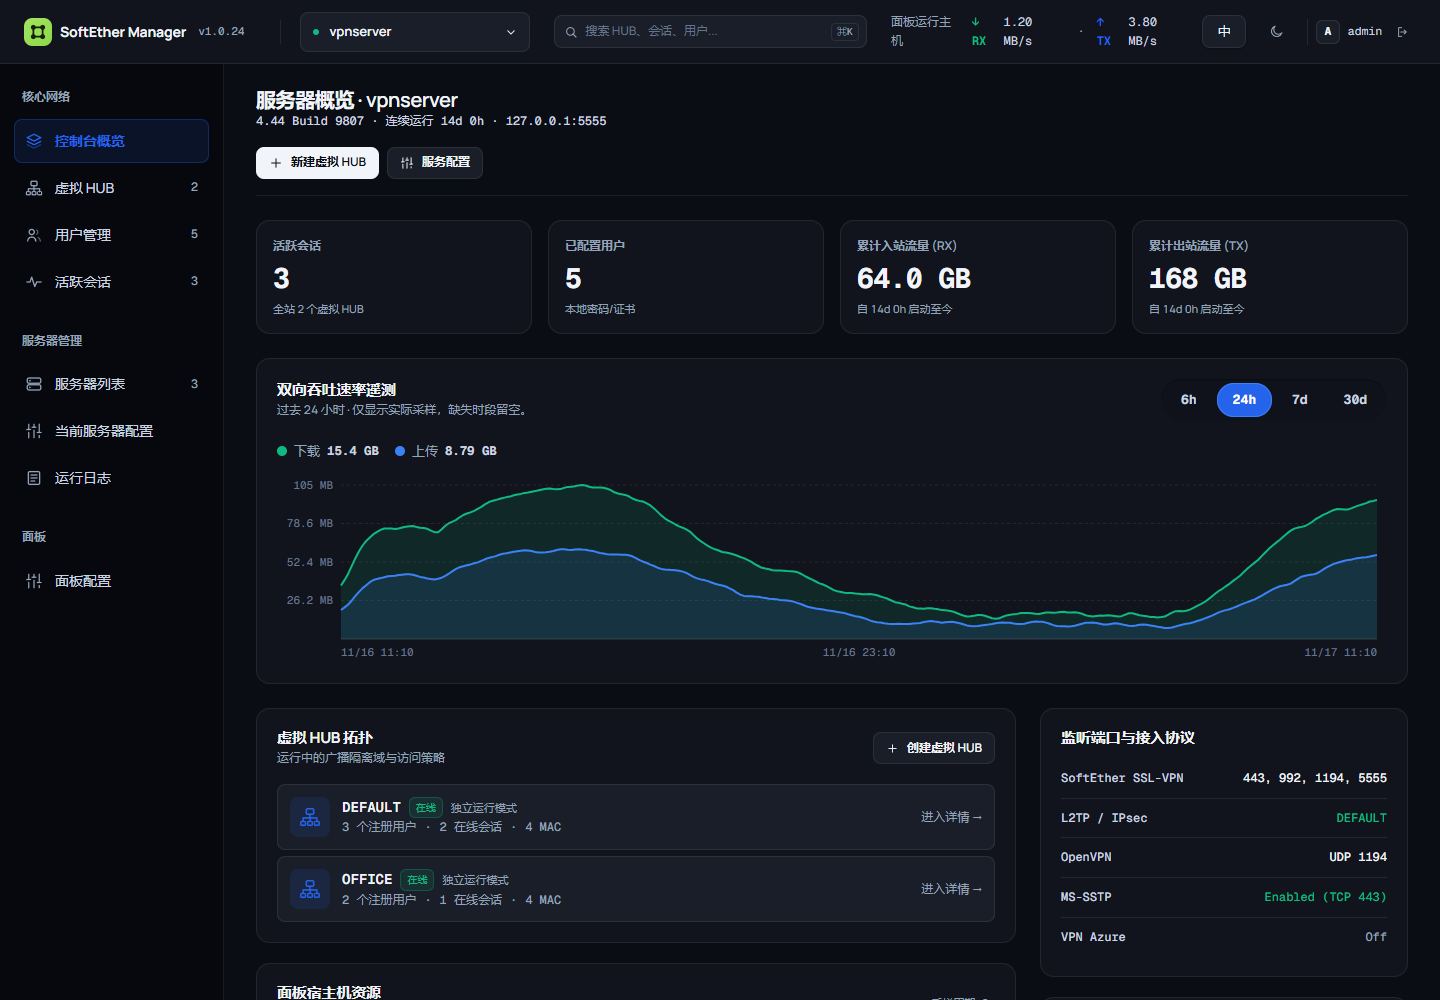 SoftEther Manager v1.0.24
vpnserver
搜索 HUB、会话、用户...
⌘K
面板运行主机
↓ RX 1.20 MB/s
·
↑ TX 3.80 MB/s
中
A admin
核心网络
控制台概览
虚拟 HUB 2
用户管理 5
活跃会话 3
服务器管理
服务器列表 3
当前服务器配置
运行日志
面板
面板配置
服务器概览 · vpnserver
4.44 Build 9807 · 连续运行 14d 0h · 127.0.0.1:5555
新建虚拟 HUB
服务配置
活跃会话
3
全站 2 个虚拟 HUB
已配置用户
5
本地密码/证书
累计入站流量 (RX)
64.0 GB
自 14d 0h 启动至今
累计出站流量 (TX)
168 GB
自 14d 0h 启动至今
双向吞吐速率遥测
过去 24 小时 · 仅显示实际采样，缺失时段留空。
6h 24h 7d 30d
下载 15.4 GB 上传 8.79 GB
105 MB
78.6 MB
52.4 MB
26.2 MB
11/16 11:10 11/16 23:10 11/17 11:10
虚拟 HUB 拓扑
运行中的广播隔离域与访问策略
+ 创建虚拟 HUB
DEFAULT 在线 独立运行模式
3 个注册用户 · 2 在线会话 · 4 MAC
进入详情 →
OFFICE 在线 独立运行模式
2 个注册用户 · 1 在线会话 · 4 MAC
进入详情 →
监听端口与接入协议
SoftEther SSL-VPN 443, 992, 1194, 5555
L2TP / IPsec DEFAULT
OpenVPN UDP 1194
MS-SSTP Enabled (TCP 443)
VPN Azure Off
面板宿主机资源